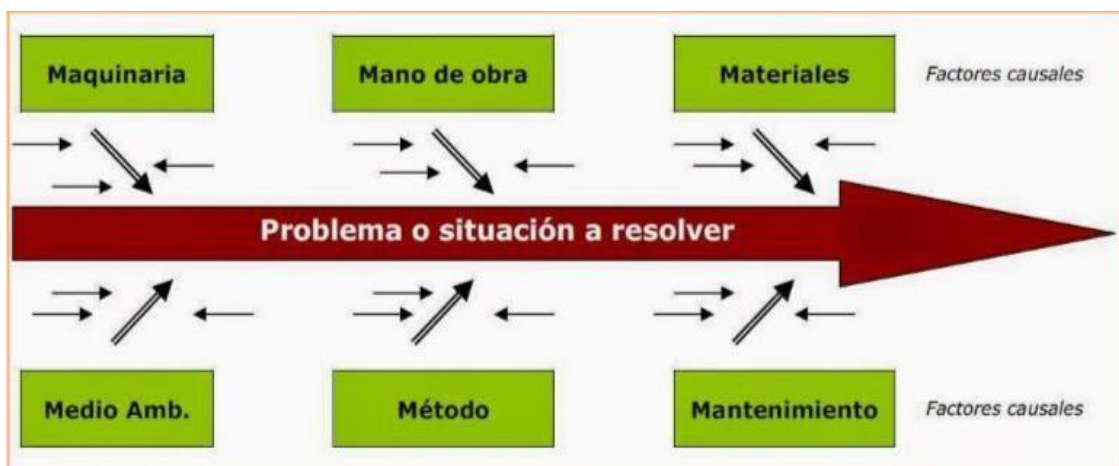 Maquinaria
Mano de obra
Materiales
Factores causales
Problema o situación a resolver
Medio Amb.
Método
Mantenimiento
Factores causales